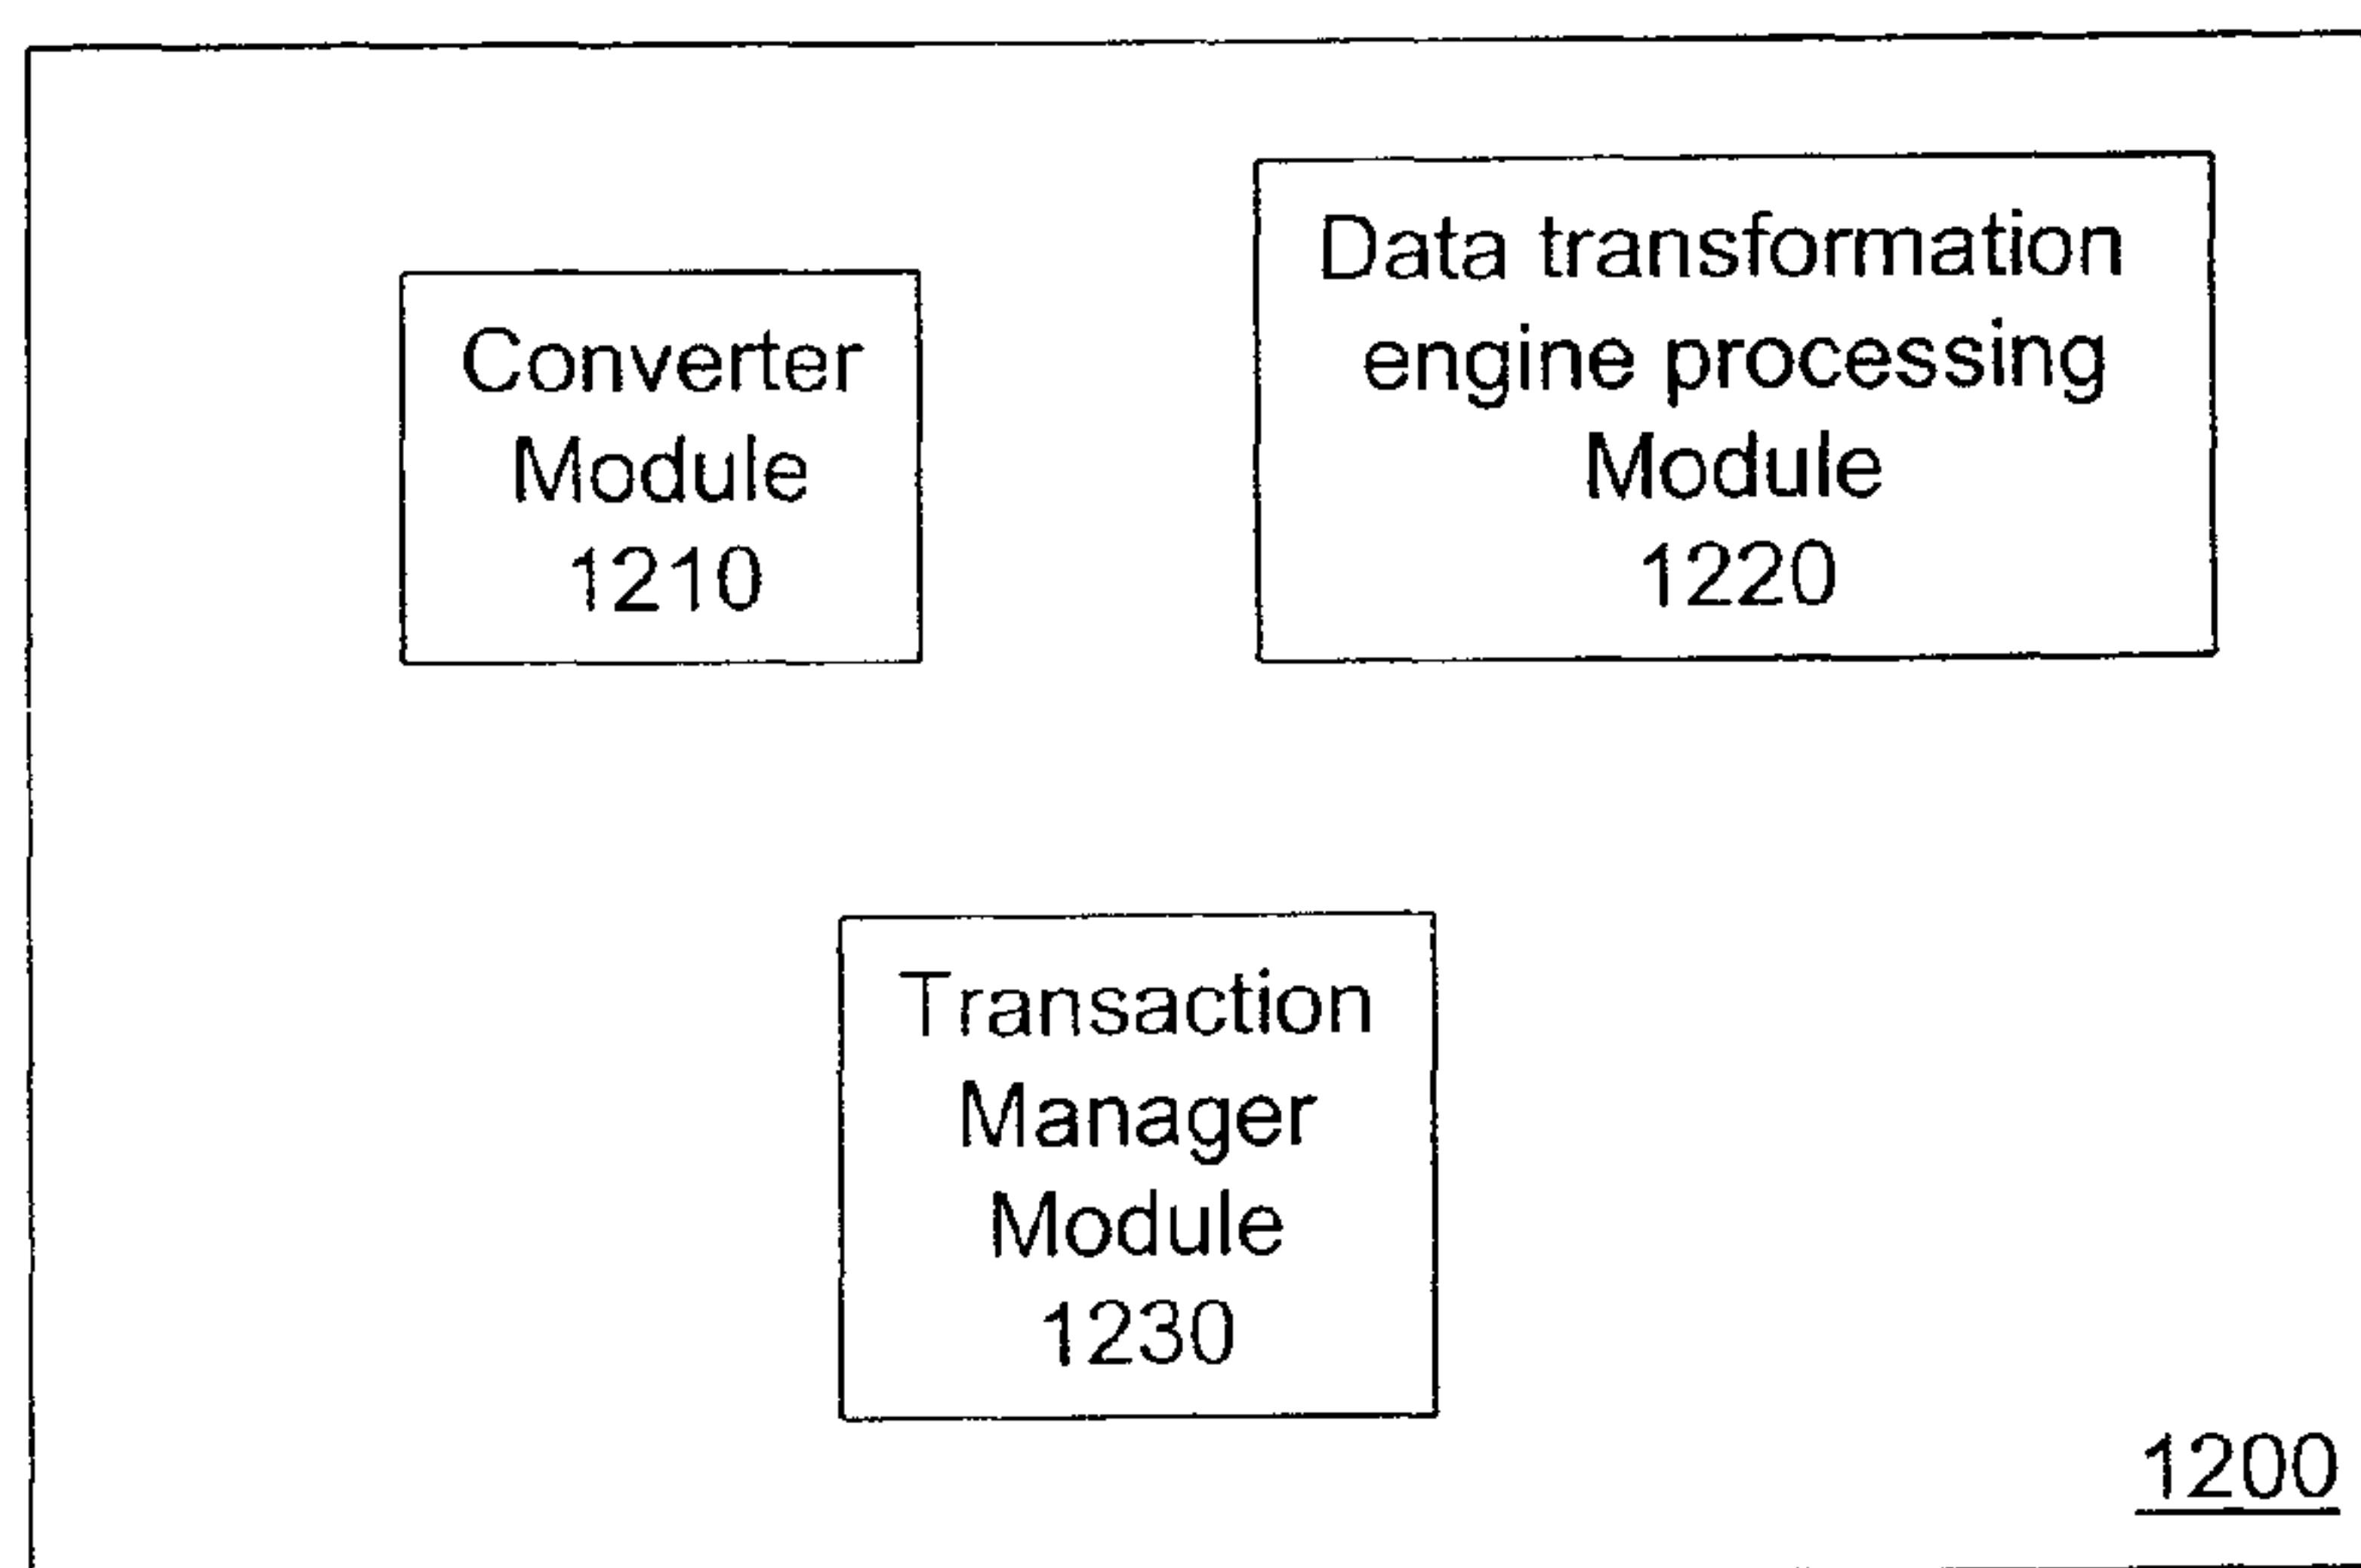 Converter
Module
1210
Data transformation
engine processing
Module
1220
Transaction
Manager
Module
1230
1200